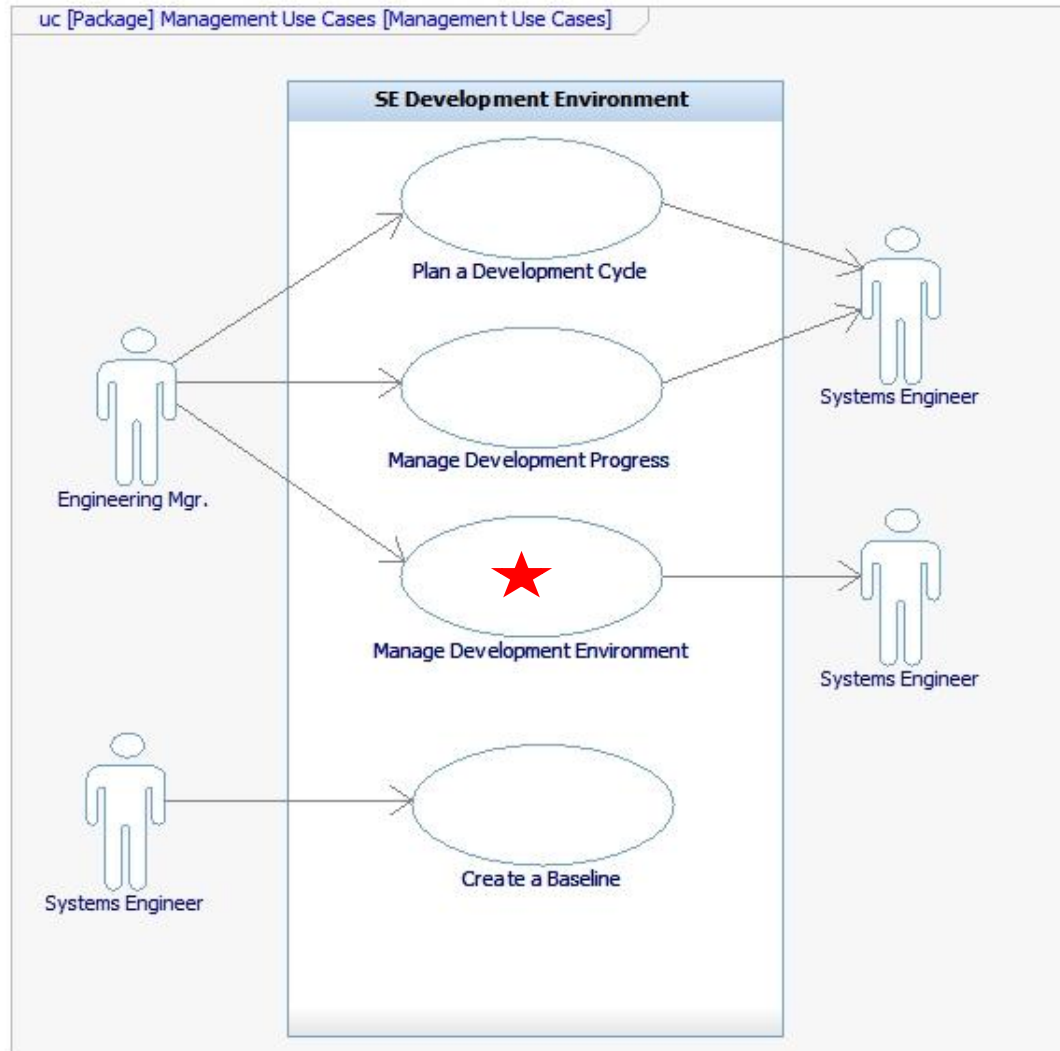 uc [Package] Management Use Cases [Management Use Cases]
SE Development Environment
Plan a Development Cycle
Systems Engineer
Manage Development Progress
Engineering Mgr.
Manage Development Environment
Systems Engineer
Create a Baseline
Systems Engineer